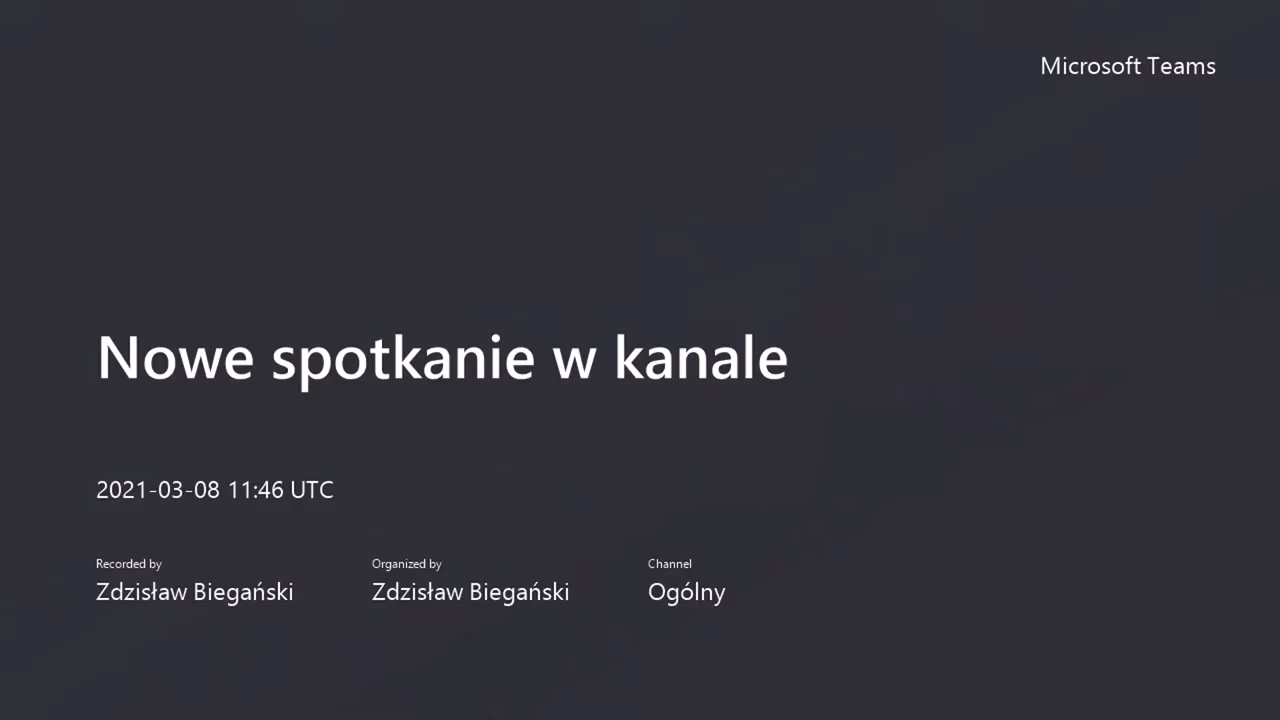 Microsoft Teams
Nowe spotkanie w kanale
2021-03-08 11:46 UTC
Recorded by
Organized by
Channel
Zdzisław Biegański
Zdzisław Biegański
Ogólny